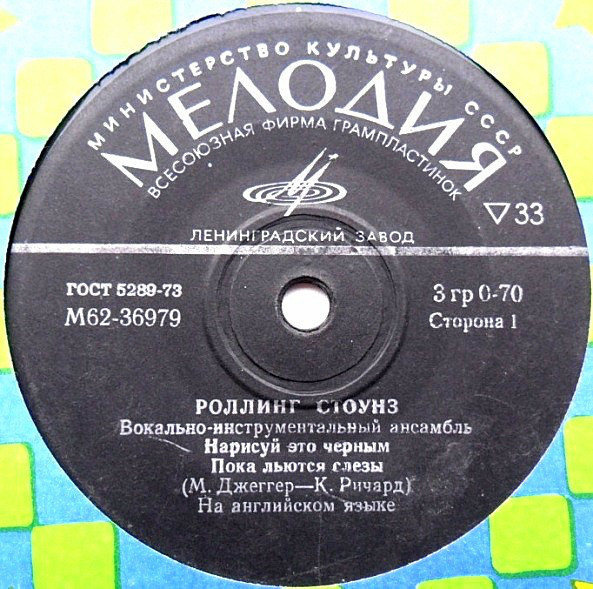 МИНИСТЕРСТВО КУЛЬТУРЫ СССР
МЕЛОДИЯ
ВСЕСОЮЗНАЯ ФИРМА ГРАМПЛАСТИНОК
▽33
ЛЕНИНГРАДСКИЙ ЗАВОД
ГОСТ 5289-73
М62-36979
3 гр 0-70
Сторона 1
РОЛЛИНГ СТОУНЗ
Вокально-инструментальный ансамбль
Нарисуй это черным
Пока льются слезы
(М. Джеггер—К. Ричард)
На английском языке